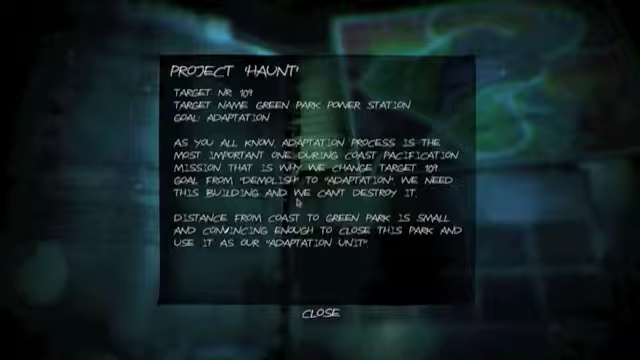 PROJECT 'HAUNT'
TARGET NR. 109
TARGET NAME GREEN PARK POWER STATION
GOAL: ADAPTATION
AS YOU ALL KNOW, ADAPTATION PROCESS IS THE
MOST IMPORTANT ONE DURING COAST PACIFICATION
MISSION THAT IS WHY WE CHANGE TARGET 109
GOAL FROM "DEMOLISH" TO "ADAPTATION". WE NEED
THIS BUILDING AND WE CAN'T DESTROY IT.
DISTANCE FROM COAST TO GREEN PARK IS SMALL
AND CONVINCING ENOUGH TO CLOSE THIS PARK AND
USE IT AS OUR "ADAPTATION UNIT".
CLOSE